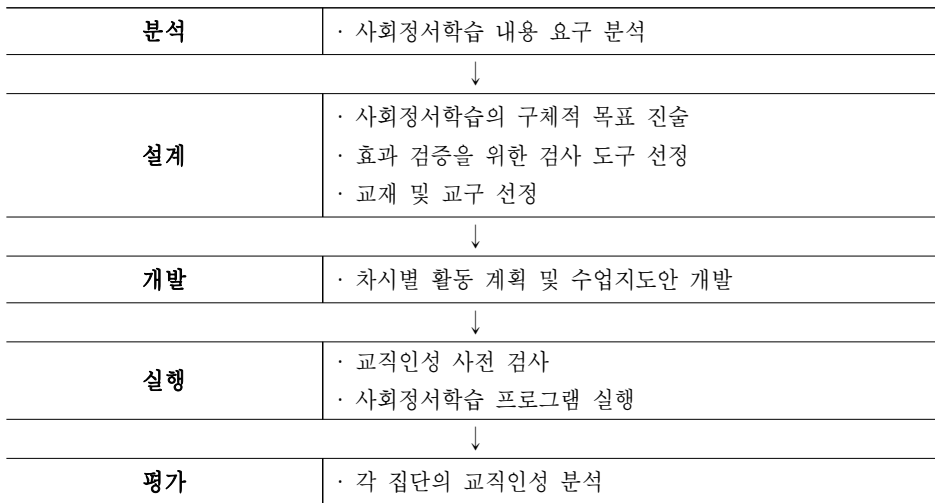 분석
· 사회정서학습 내용 요구 분석
↓
설계
· 사회정서학습의 구체적 목표 진술
· 효과 검증을 위한 검사 도구 선정
· 교재 및 교구 선정
↓
개발
· 차시별 활동 계획 및 수업지도안 개발
↓
실행
· 교직인성 사전 검사
· 사회정서학습 프로그램 실행
↓
평가
· 각 집단의 교직인성 분석